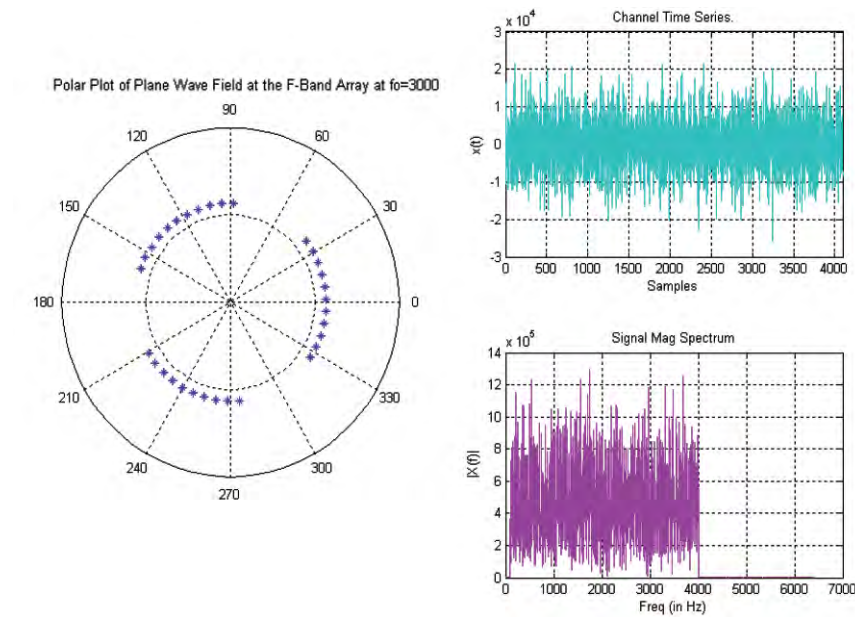 Polar Plot of Plane Wave Field at the F-Band Array at fo=3000
90
120
60
150
30
180
0
210
330
240
300
270
Channel Time Series.
x 10^4
3
2
1
0
-1
-2
-3
x(t)
0 500 1000 1500 2000 2500 3000 3500 4000
Samples
Signal Mag Spectrum
x 10^5
14
12
10
8
6
4
2
0
|X(f)|
0 1000 2000 3000 4000 5000 6000 7000
Freq (in Hz)